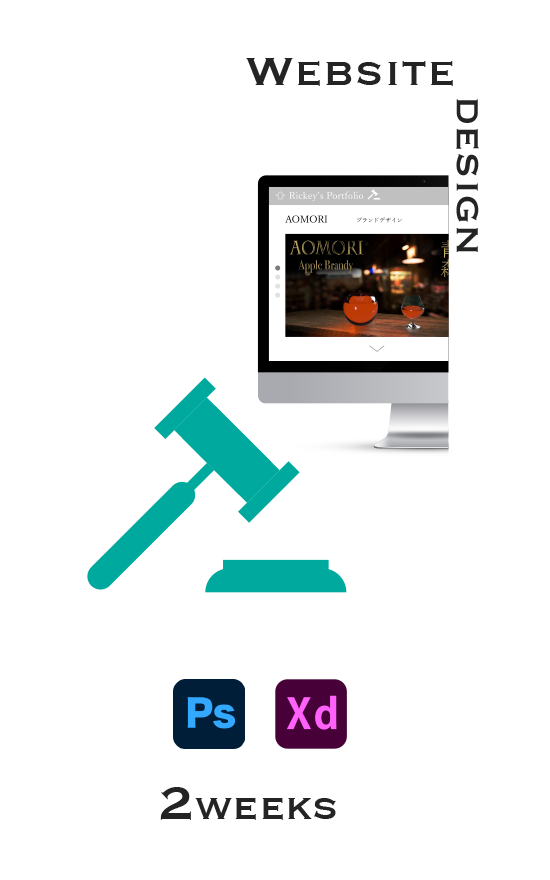 WEBSITE
DESIGN
Rickey's Portfolio
AOMORI
ブランドデザイン
AOMORI
Apple Brandy
青森
Ps
Xd
2WEEKS